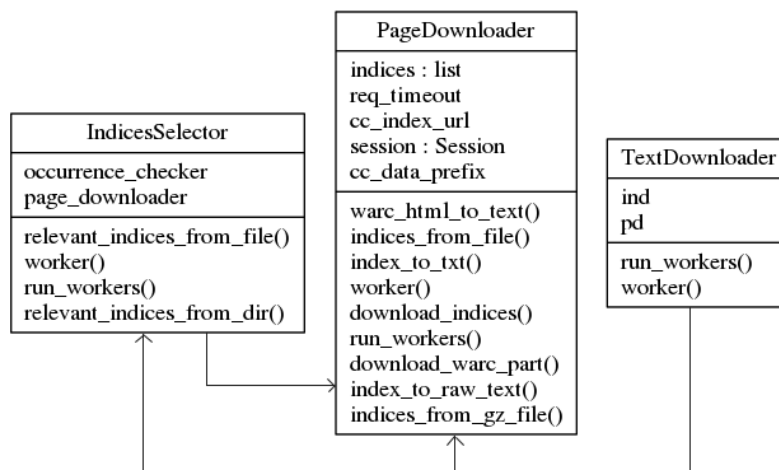 IndicesSelector
occurrence_checker
page_downloader
relevant_indices_from_file()
worker()
run_workers()
relevant_indices_from_dir()
PageDownloader
indices : list
req_timeout
cc_index_url
session : Session
cc_data_prefix
warc_html_to_text()
indices_from_file()
index_to_txt()
worker()
download_indices()
run_workers()
download_warc_part()
index_to_raw_text()
indices_from_gz_file()
TextDownloader
ind
pd
run_workers()
worker()